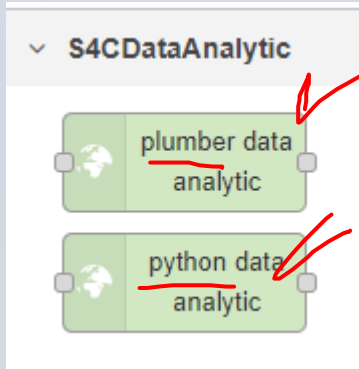 S4CDataAnalytic
plumber data
analytic
python data
analytic